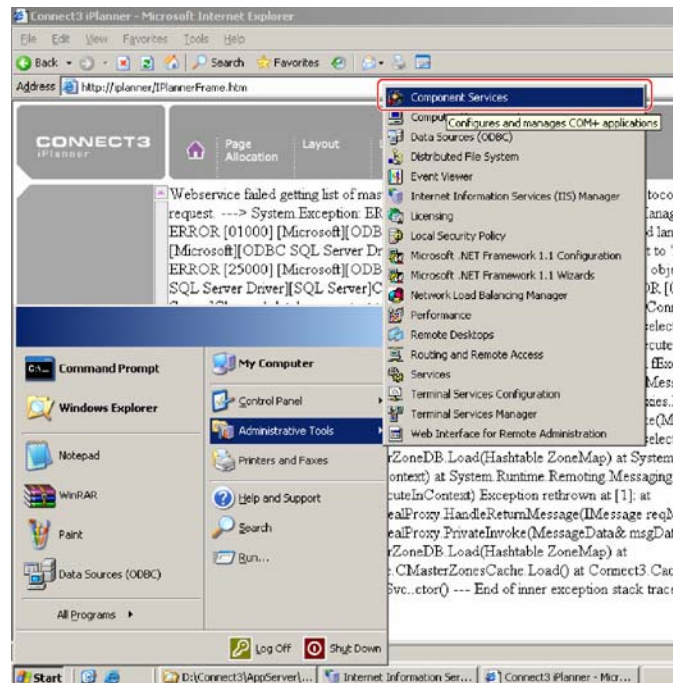 Connect3 iPlanner - Microsoft Internet Explorer
File Edit View Favorites Tools Help
Back Search Favorites
Address http://iplanner/IPlannerFrame.htm
CONNECT3
iPlanner
Page Allocation
Layout
Component Services
Configures and manages COM+ applications
Data Sources (ODBC)
Distributed File System
Event Viewer
Internet Information Services (IIS) Manager
Licensing
Local Security Policy
Microsoft .NET Framework 1.1 Configuration
Microsoft .NET Framework 1.1 Wizards
Network Load Balancing Manager
Performance
Remote Desktops
Routing and Remote Access
Services
Terminal Services Configuration
Terminal Services Manager
Web Interface for Remote Administration
Webservice failed getting list of mas
request. ---> System.Exception: ER
ERROR [01000] [Microsoft][ODB
[Microsoft][ODBC SQL Server Dr
ERROR [25000] [Microsoft][ODB
SQL Server Driver][SQL Server]C
Command Prompt
Windows Explorer
Notepad
WinRAR
Paint
Data Sources (ODBC)
All Programs
My Computer
Control Panel
Administrative Tools
Printers and Faxes
Help and Support
Search
Run...
rZoneDB.Load(Hashtable ZoneMap) at System
ontext) at System.Runtime.Remoting.Messaging
cuteInContext) Exception rethrown at [1]: at
ealProxy.HandleReturnMessage(IMessage reqM
ealProxy.PrivateInvoke(MessageData& msgDat
rZoneDB.Load(Hashtable ZoneMap) at
.CMasterZonesCache.Load() at Connect3.Cac
Svc..ctor() --- End of inner exception stack trace
Log Off Shut Down
Start D:\Connect3\AppServer\... Internet Information Ser... Connect3 iPlanner - Micr...